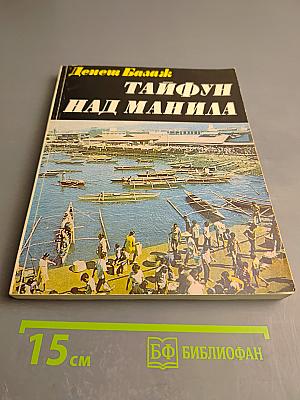 Денеш Балаж
ТАЙФУН
НАД МАНИЛА
15 см
БФ БИБЛИОФАН